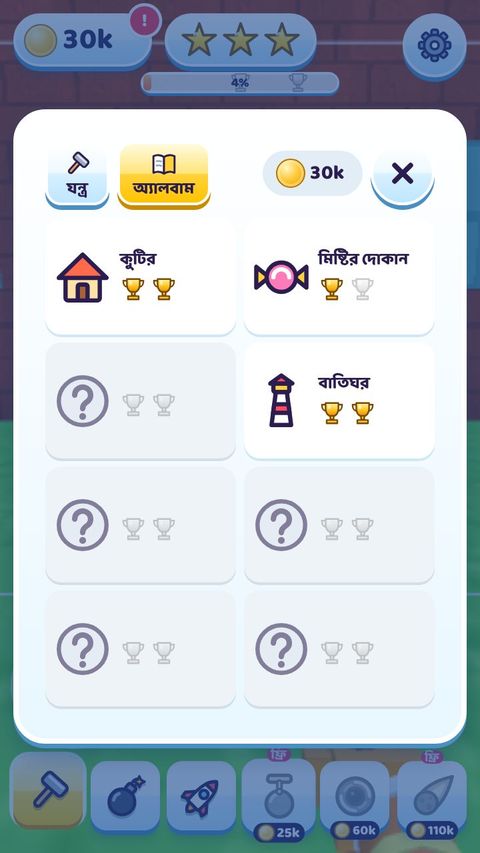 30k
!
4%
যন্ত্র
অ্যালবাম
30k
কুটির
মিষ্টির দোকান
?
বাতিঘর
?
?
?
?
ফ্রি
ফ্রি
25k
60k
110k